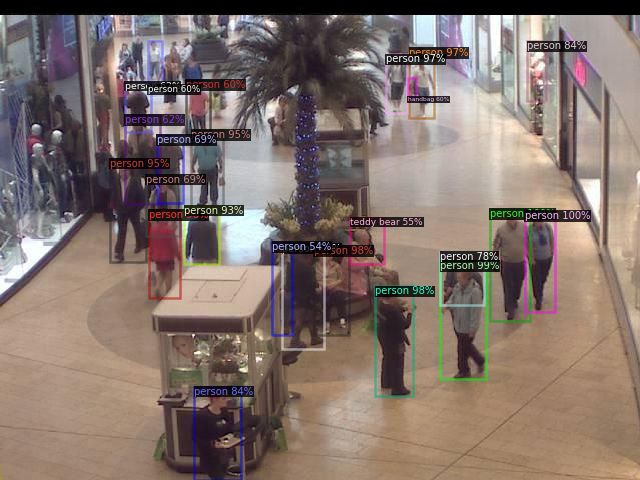 person 97%
person 97%
person 84%
person 60%
person 60%
handbag 60%
person 62%
person 95%
person 69%
person 95%
person 69%
person 93%
teddy bear 55%
person 100%
person 54%
98%
person 78%
person 99%
person 98%
person 84%